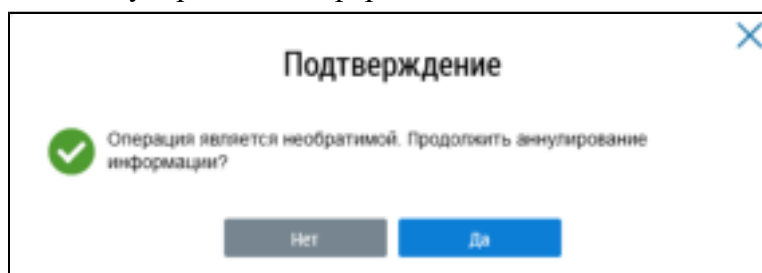 Подтверждение
Операция является необратимой. Продолжить аннулирование
информации?
Нет
Да